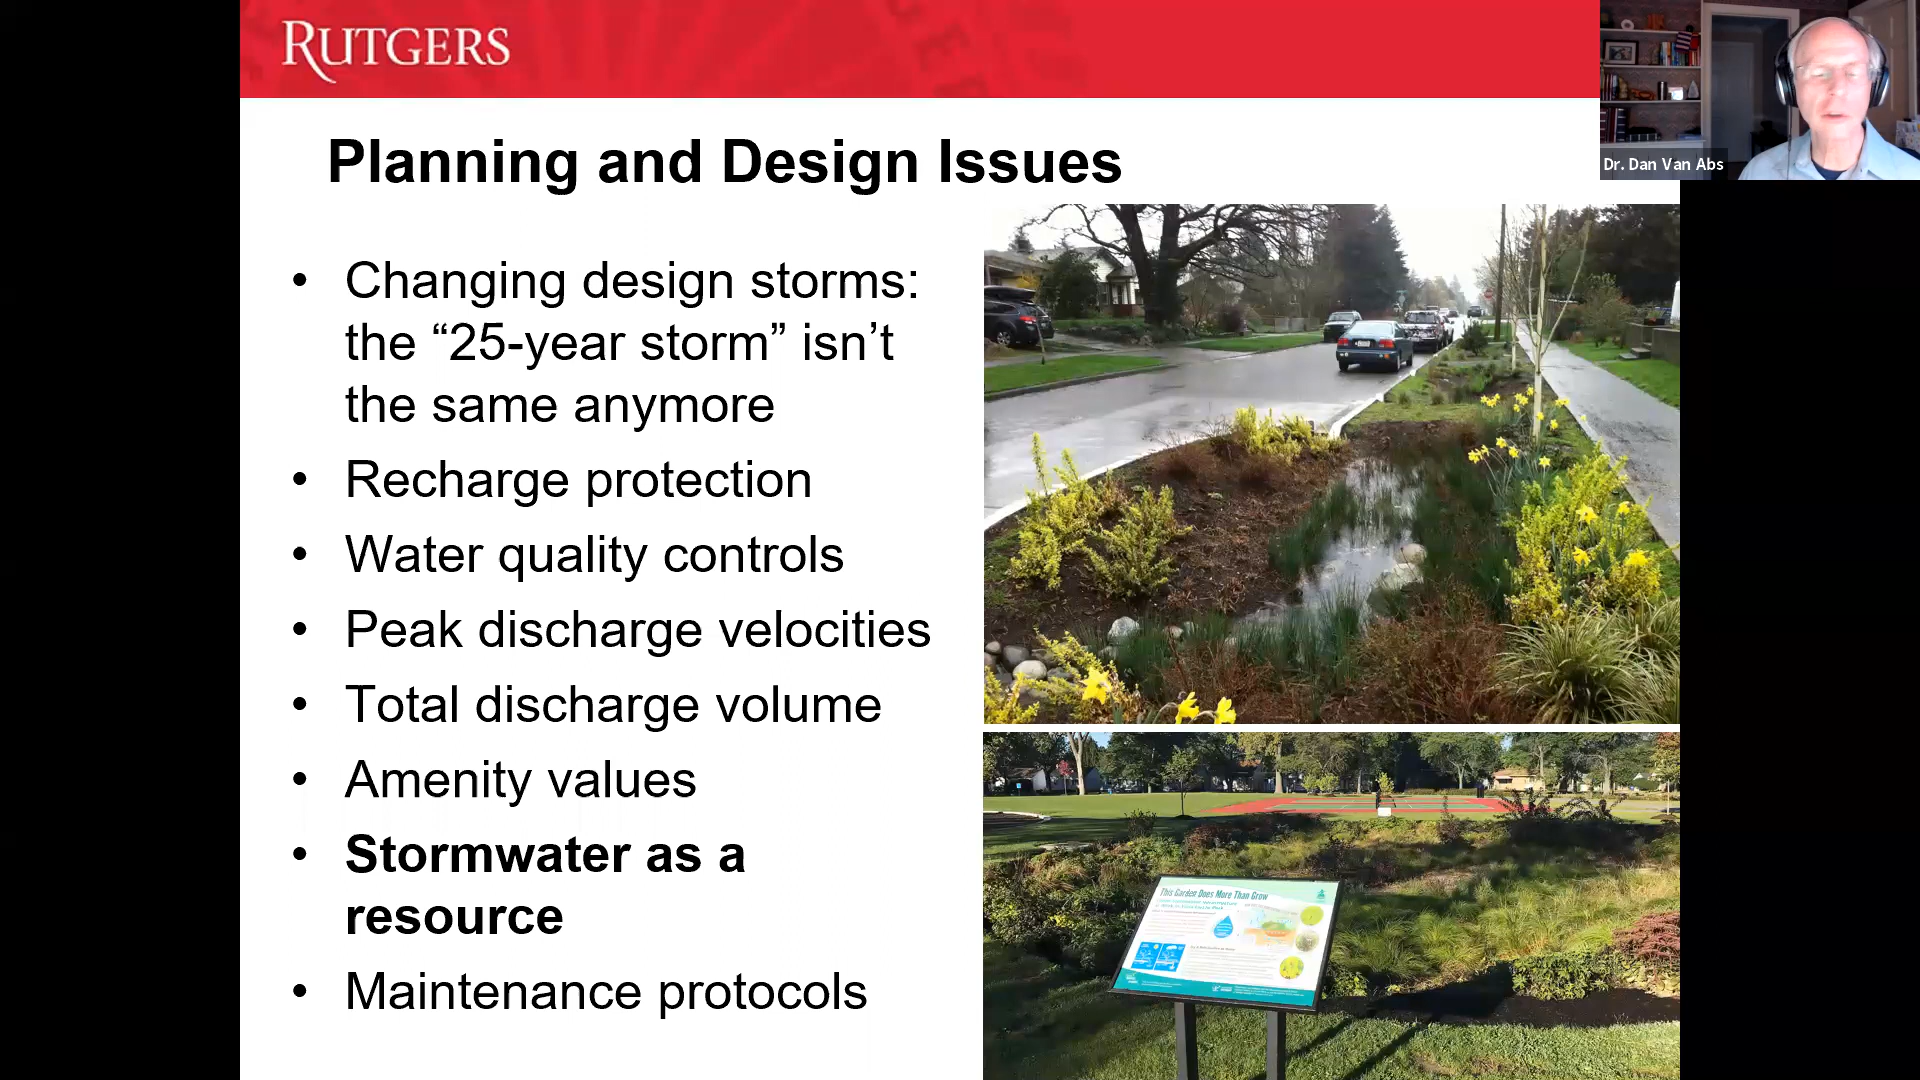 RUTGERS
Dr. Dan Van Abs
Planning and Design Issues
• Changing design storms:
the “25-year storm” isn’t
the same anymore
• Recharge protection
• Water quality controls
• Peak discharge velocities
• Total discharge volume
• Amenity values
• Stormwater as a
resource
• Maintenance protocols
This Garden Does More Than Grow